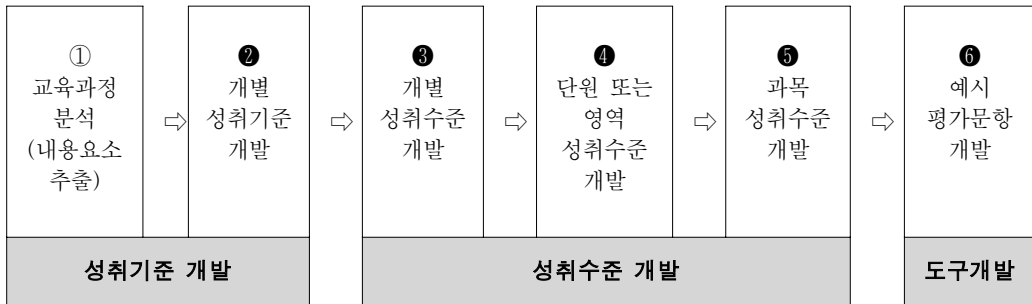 ①
교육과정
분석
(내용요소
추출)
⇨
❷
개별
성취기준
개발
⇨
❸
개별
성취수준
개발
⇨
❹
단원 또는
영역
성취수준
개발
⇨
❺
과목
성취수준
개발
⇨
❻
예시
평가문항
개발
성취기준 개발
성취수준 개발
도구개발